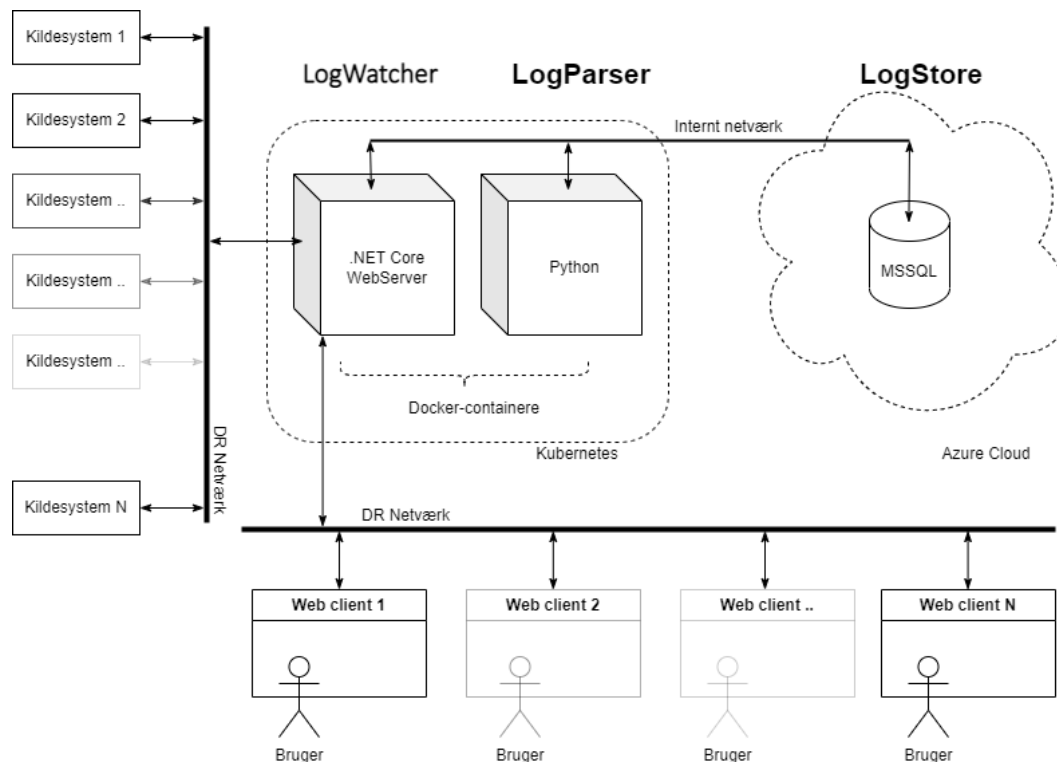 Kildesystem 1
Kildesystem 2
Kildesystem ..
Kildesystem ..
Kildesystem ..
Kildesystem N
DR Netværk
LogWatcher
LogParser
LogStore
Internt netværk
.NET Core
WebServer
Python
MSSQL
Docker-containere
Kubernetes
Azure Cloud
DR Netværk
Web client 1
Web client 2
Web client ..
Web client N
Bruger
Bruger
Bruger
Bruger